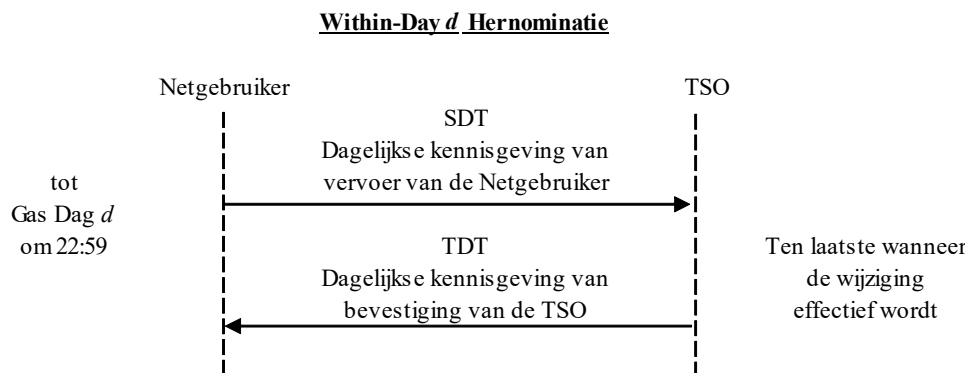 Within-Day d Hernominatie
Netgebruiker
TSO
SDT
Dagelijkse kennisgeving van
vervoer van de Netgebruiker
tot
Gas Dag d
om 22:59
TDT
Dagelijkse kennisgeving van
bevestiging van de TSO
Ten laatste wanneer
de wijziging
effectief wordt